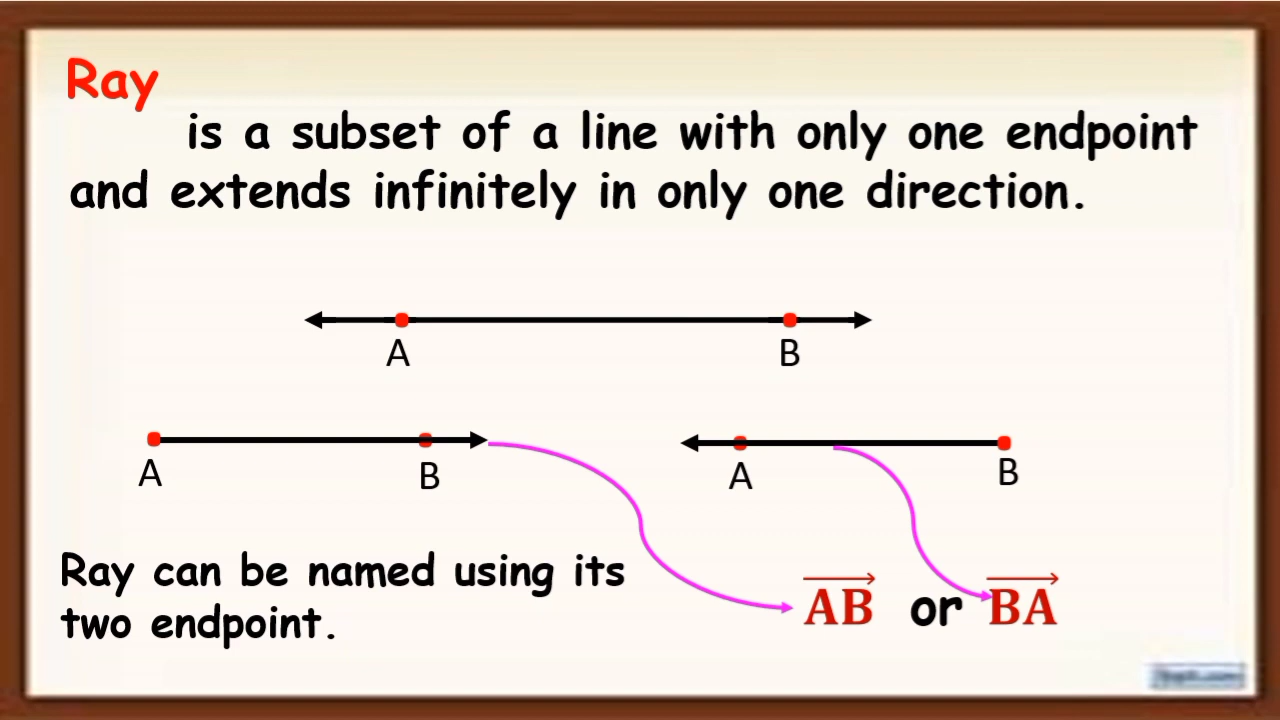 Ray
is a subset of a line with only one endpoint
and extends infinitely in only one direction.
A B
A B A B
Ray can be named using its
two endpoint.
AB or BA